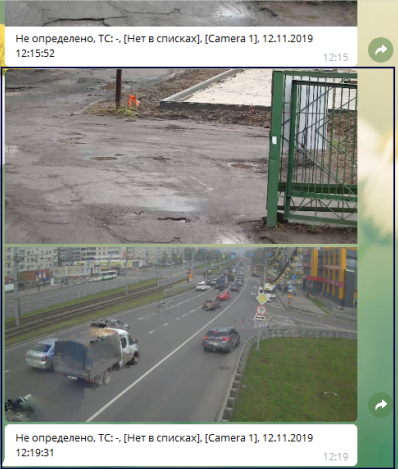 Не определено, ТС: -, [Нет в списках], [Camera 1], 12.11.2019
12:15:52
12:15
Не определено, ТС: -, [Нет в списках], [Camera 1], 12.11.2019
12:19:31
12:19